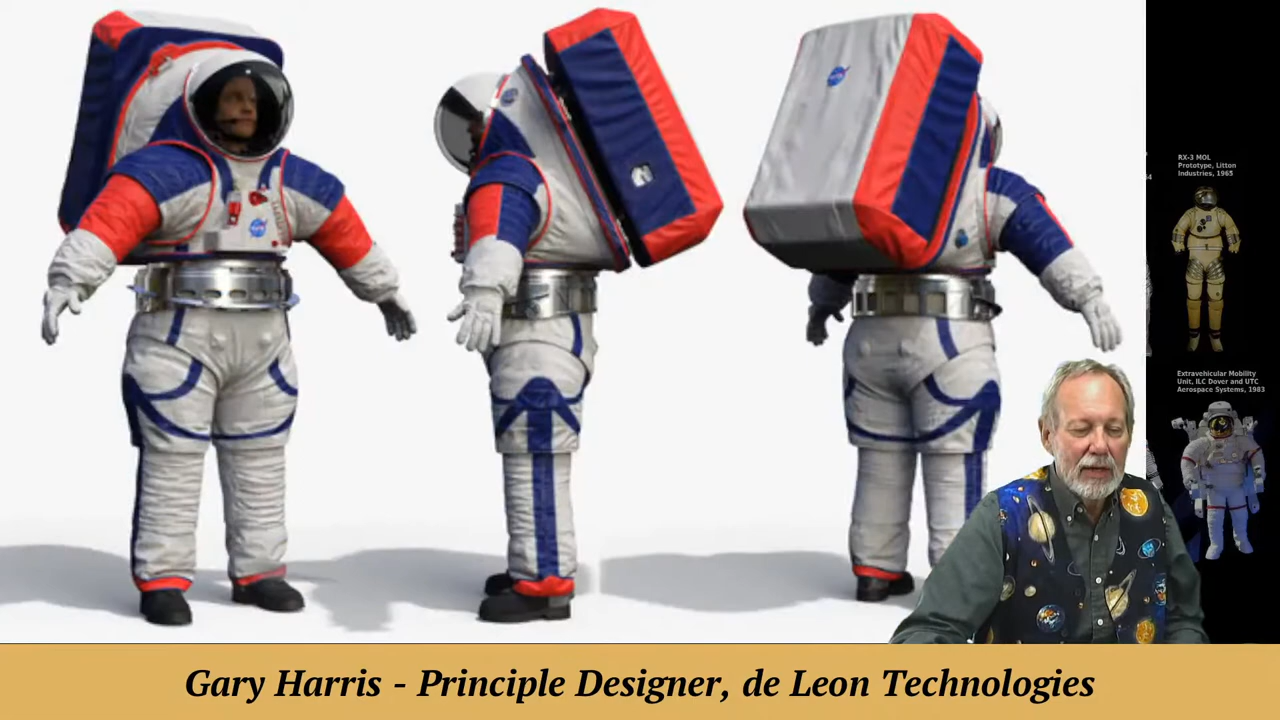 RX-3 MOL
Prototype, Litton
Industries, 1965
Extravehicular Mobility
Unit, ILC Dover and UTC
Aerospace Systems, 1983
Gary Harris - Principle Designer, de Leon Technologies